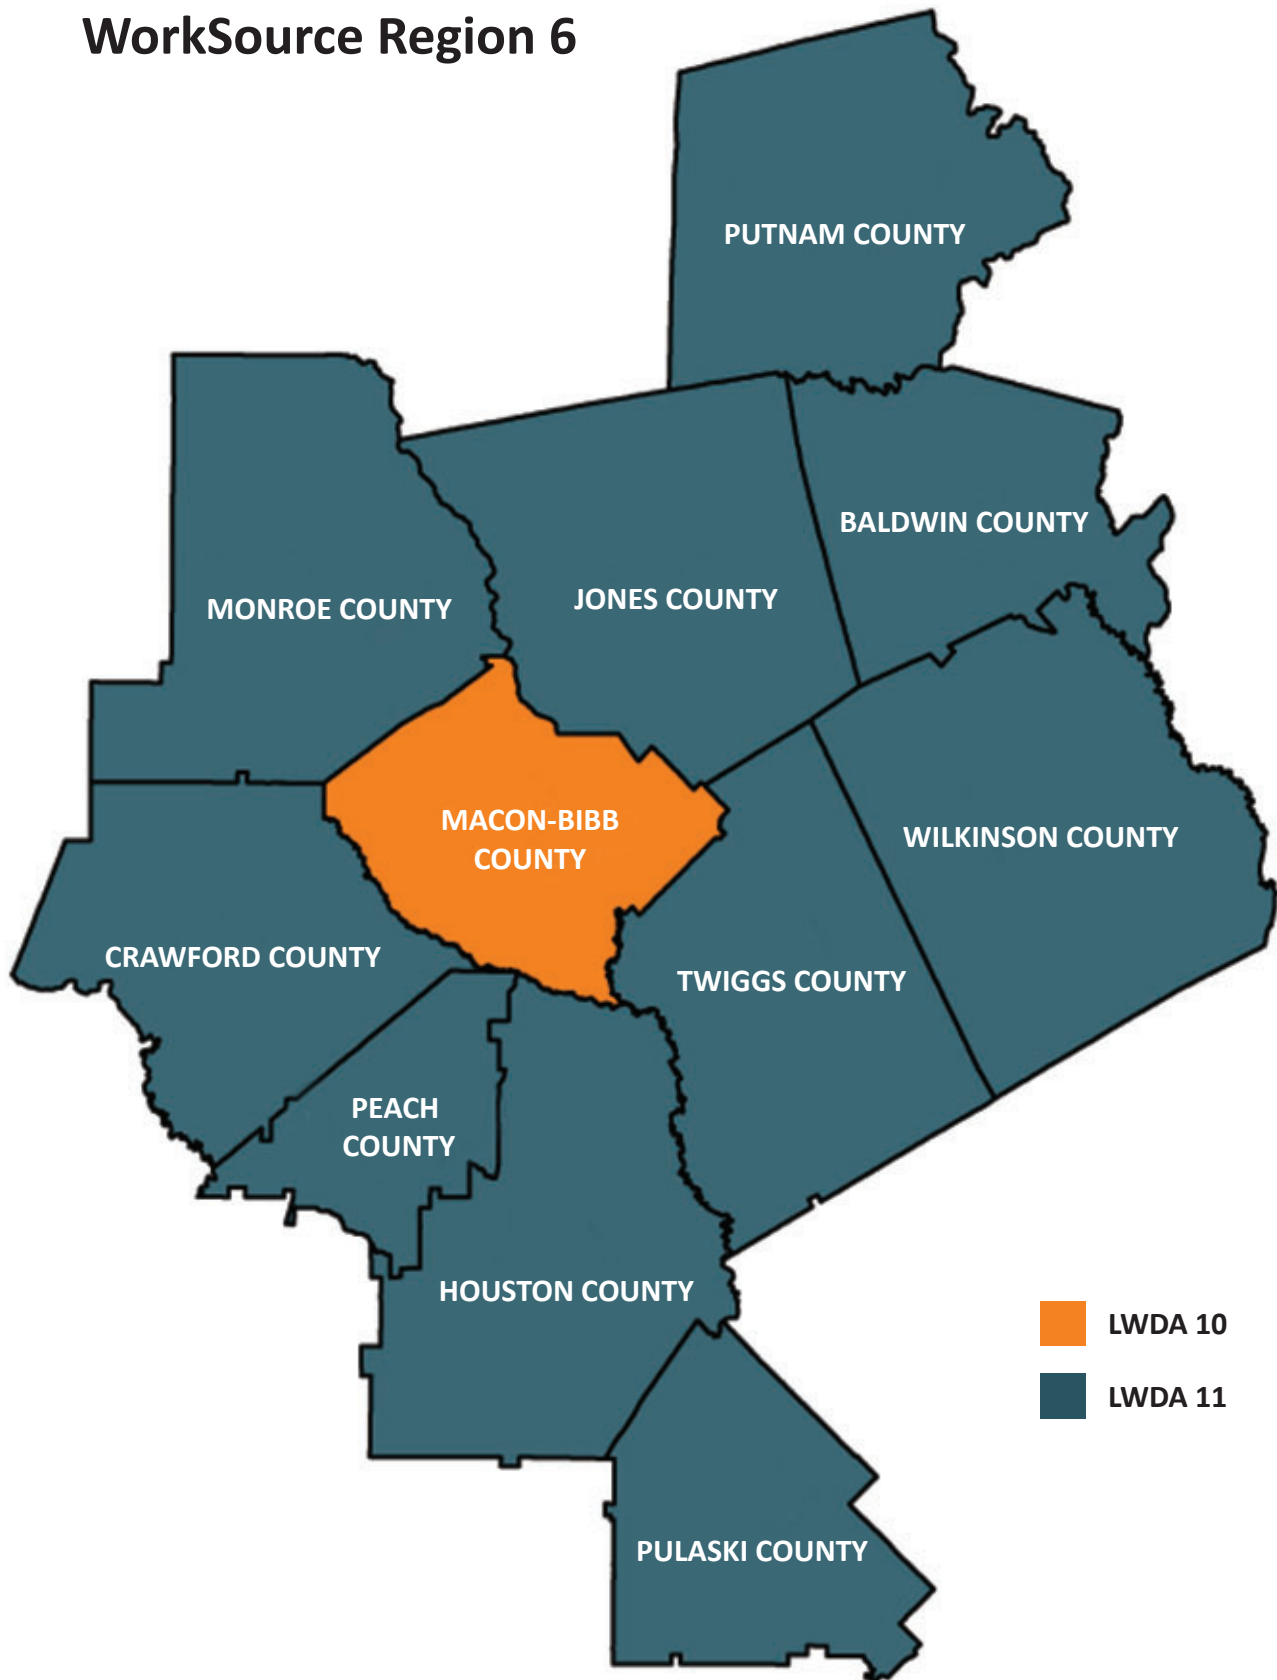 WorkSource Region 6
PUTNAM COUNTY
BALDWIN COUNTY
JONES COUNTY
MONROE COUNTY
MACON-BIBB
COUNTY
WILKINSON COUNTY
CRAWFORD COUNTY
TWIGGS COUNTY
PEACH
COUNTY
HOUSTON COUNTY
LWDA 10
LWDA 11
PULASKI COUNTY